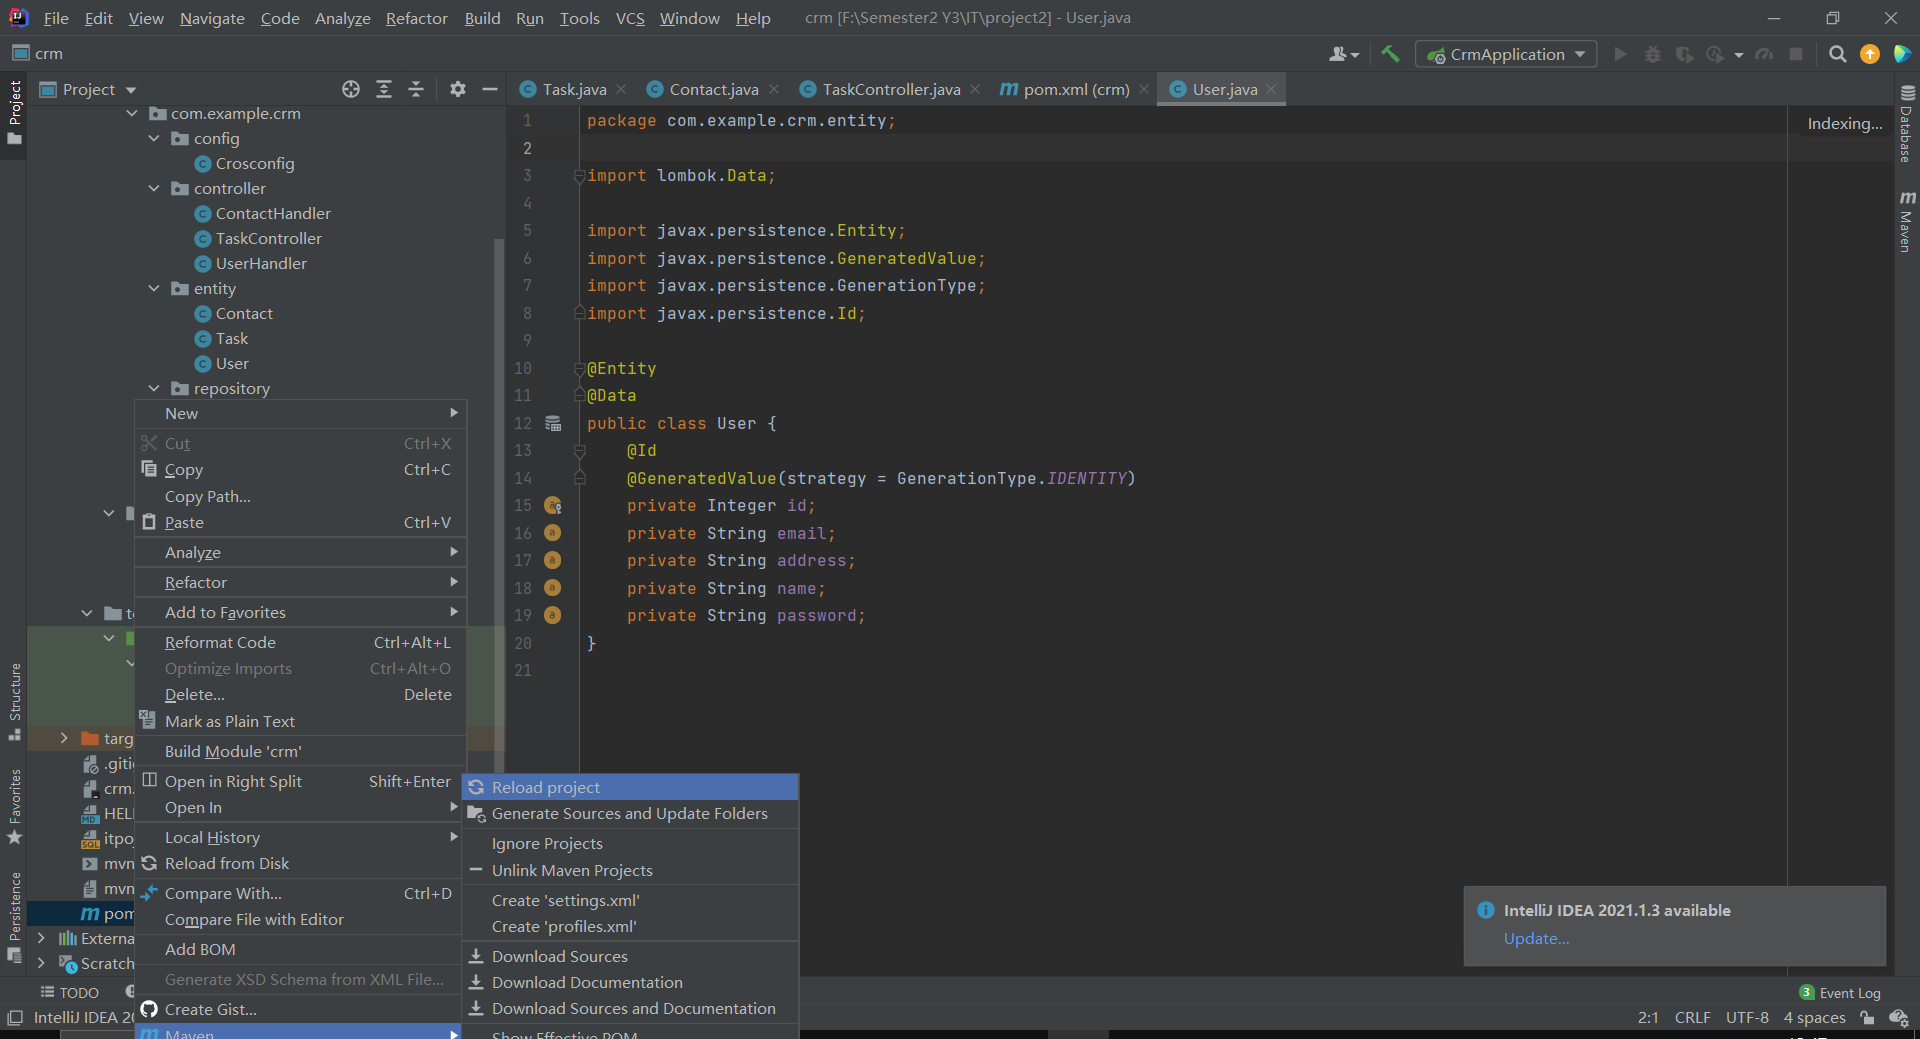 File Edit View Navigate Code Analyze Refactor Build Run Tools VCS Window Help crm [F:\Semester2 Y3\IT\project2] - User.java
crm
CrmApplication
Project
Project
Task.java
Contact.java
TaskController.java
pom.xml (crm)
User.java
com.example.crm
config
Crosconfig
controller
ContactHandler
TaskController
UserHandler
entity
Contact
Task
User
repository
targ
.giti
crm.
HEL
itpo
mvn
mvn
pom
Externa
Scratch
New
Cut Ctrl+X
Copy Ctrl+C
Copy Path...
Paste Ctrl+V
Analyze
Refactor
Add to Favorites
Reformat Code Ctrl+Alt+L
Optimize Imports Ctrl+Alt+O
Delete... Delete
Mark as Plain Text
Build Module 'crm'
Open in Right Split Shift+Enter
Open In
Local History
Reload from Disk
Compare With... Ctrl+D
Compare File with Editor
Add BOM
Generate XSD Schema from XML File...
Create Gist...
Maven
Reload project
Generate Sources and Update Folders
Ignore Projects
Unlink Maven Projects
Create 'settings.xml'
Create 'profiles.xml'
Download Sources
Download Documentation
Download Sources and Documentation
Show Effective POM
1 package com.example.crm.entity;
2
3 import lombok.Data;
4
5 import javax.persistence.Entity;
6 import javax.persistence.GeneratedValue;
7 import javax.persistence.GenerationType;
8 import javax.persistence.Id;
9
10 @Entity
11 @Data
12 public class User {
13 @Id
14 @GeneratedValue(strategy = GenerationType.IDENTITY)
15 private Integer id;
16 private String email;
17 private String address;
18 private String name;
19 private String password;
20 }
21
Indexing...
Database
Maven
Structure
Favorites
Persistence
IntelliJ IDEA 2021.1.3 available
Update...
TODO
3 Event Log
IntelliJ IDEA 20
2:1 CRLF UTF-8 4 spaces